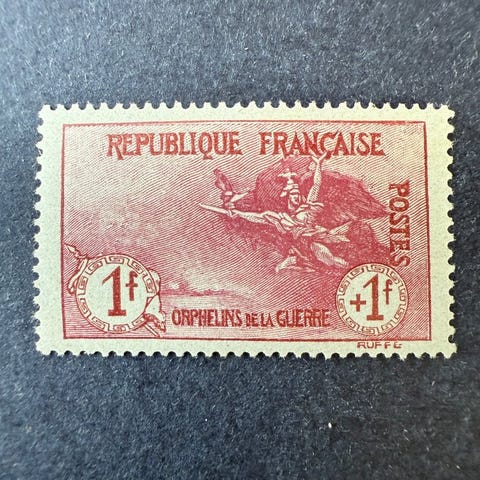 REPUBLIQUE FRANÇAISE
POSTES
1f
ORPHELINS DE LA GUERRE
+1f
RUFFE